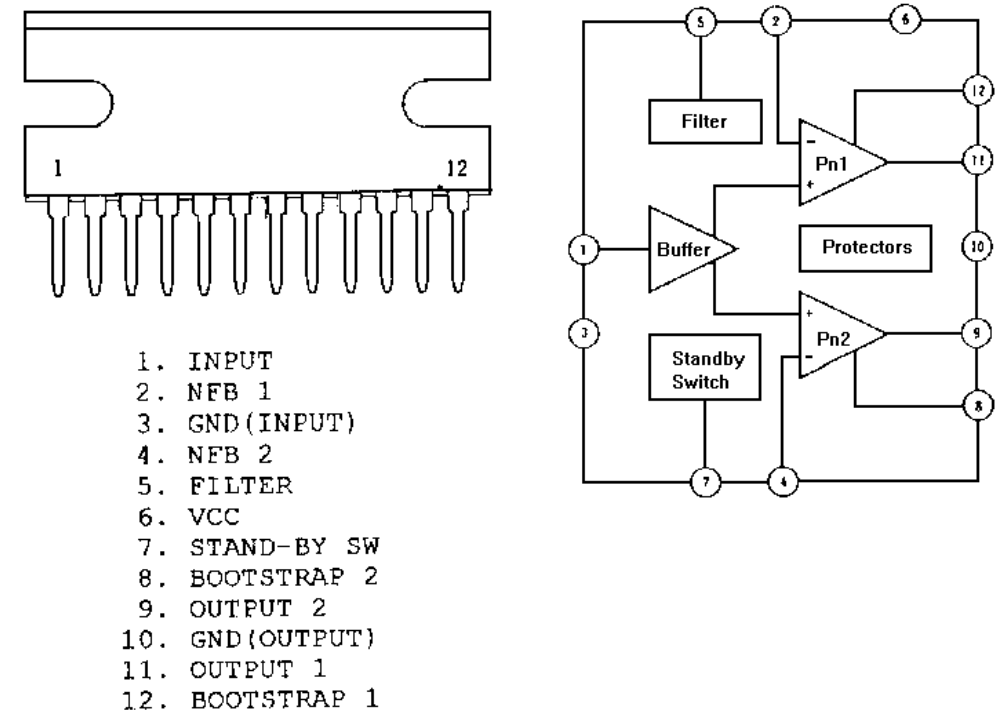 1 12
1. INPUT
2. NFB 1
3. GND(INPUT)
4. NFB 2
5. FILTER
6. VCC
7. STAND-BY SW
8. BOOTSTRAP 2
9. OUTPUT 2
10. GND(OUTPUT)
11. OUTPUT 1
12. BOOTSTRAP 1
5 2 6
12
Filter
-
Pn1
11
+
1
Buffer
Protectors
10
3
+
Pn2
9
-
Standby
Switch
8
7 4